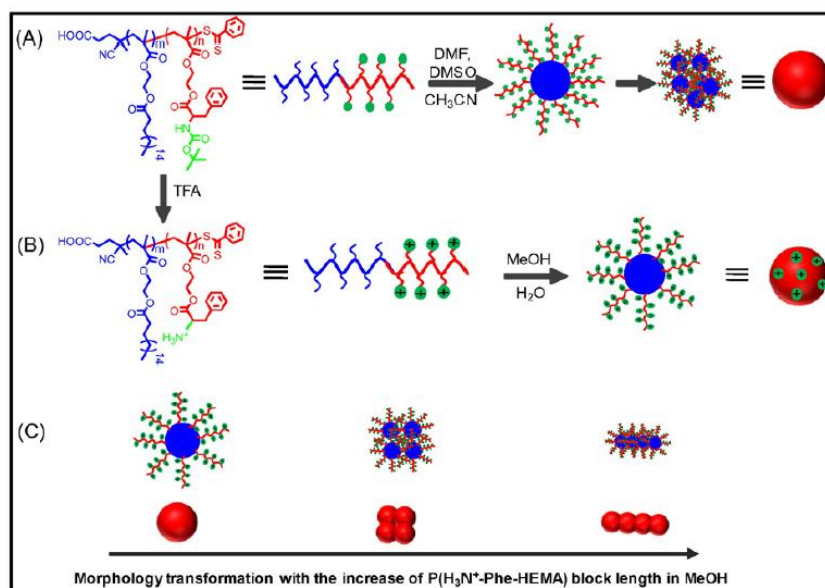 (A)
HOOC
NC
m
n
S
S
O
O
O
O
O
O
O
O
HN
O
O
14
≡
DMF,
DMSO
CH₃CN
≡
TFA
(B)
HOOC
NC
m
n
S
S
O
O
O
O
O
O
O
O
H₃N⁺
14
≡
+ + +
+ + +
MeOH
H₂O
≡
+ + + + + +
(C)
Morphology transformation with the increase of P(H₃N⁺-Phe-HEMA) block length in MeOH